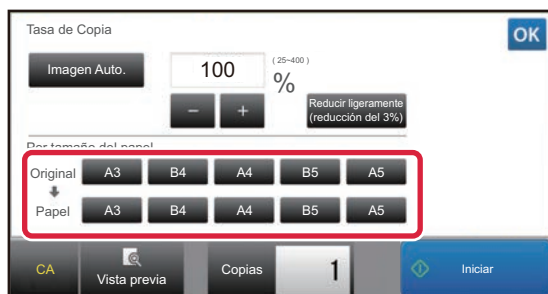 Tasa de Copia
OK
Imagen Auto.
100
( 25~400 )
%
−
+
Reducir ligeramente
(reducción del 3%)
Por tamaño del papel
Original A3 B4 A4 B5 A5
Papel A3 B4 A4 B5 A5
CA
Vista previa
Copias
1
Iniciar